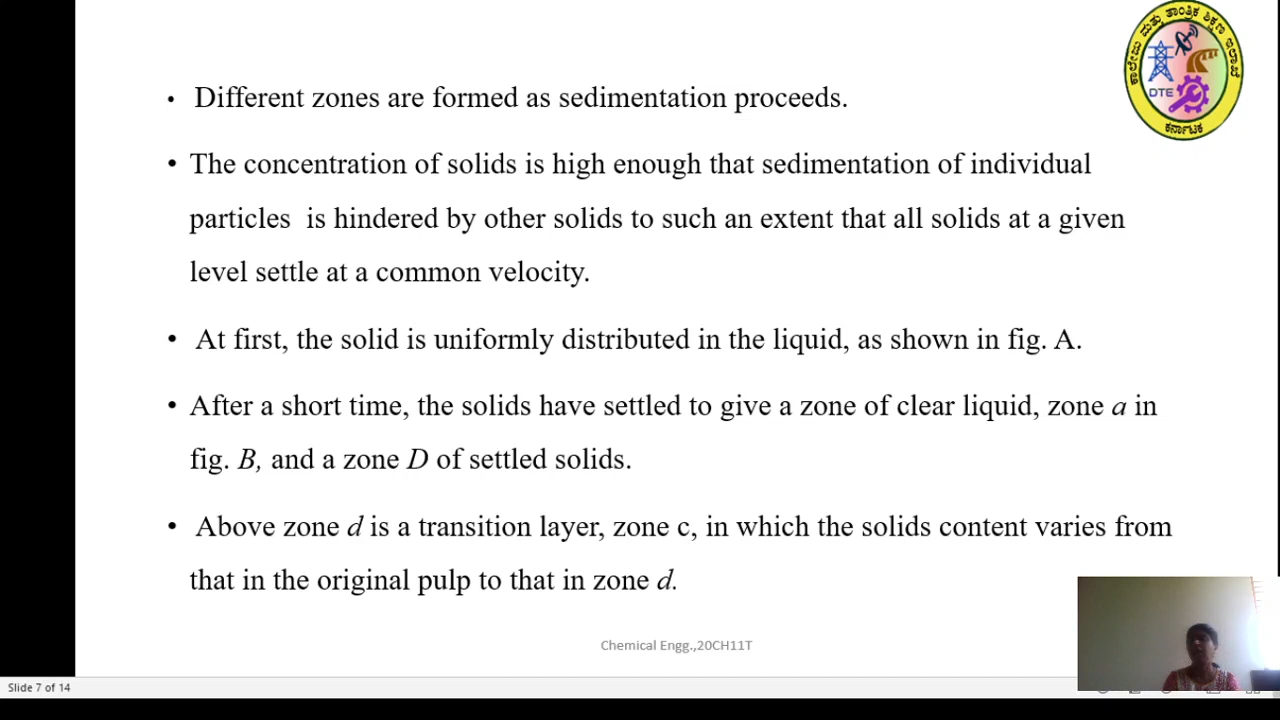 • Different zones are formed as sedimentation proceeds.
• The concentration of solids is high enough that sedimentation of individual
particles is hindered by other solids to such an extent that all solids at a given
level settle at a common velocity.
• At first, the solid is uniformly distributed in the liquid, as shown in fig. A.
• After a short time, the solids have settled to give a zone of clear liquid, zone a in
fig. B, and a zone D of settled solids.
• Above zone d is a transition layer, zone c, in which the solids content varies from
that in the original pulp to that in zone d.
Chemical Engg.,20CH11T
Slide 7 of 14
ಕಾಲೇಜು ಮತ್ತು ತಾಂತ್ರಿಕ ಶಿಕ್ಷಣ ಇಲಾಖೆ
DTE
ಕರ್ನಾಟಕ